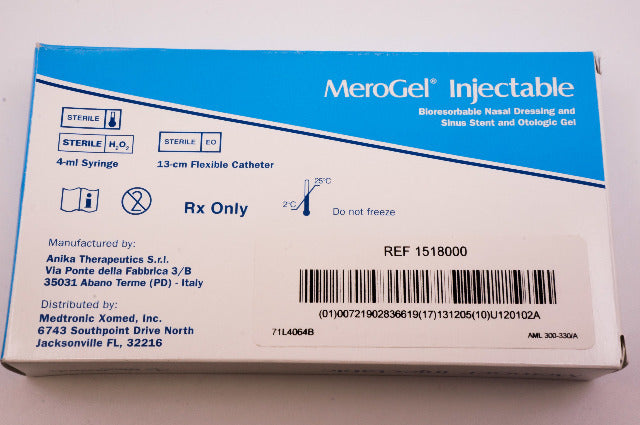 MeroGel® Injectable
Bioresorbable Nasal Dressing and
Sinus Stent and Otologic Gel
STERILE
STERILE H₂O₂
4-ml Syringe
STERILE EO
13-cm Flexible Catheter
i
2
Rx Only
2°C
25°C
Do not freeze
Manufactured by:
Anika Therapeutics S.r.l.
Via Ponte della Fabbrica 3/B
35031 Abano Terme (PD) - Italy
Distributed by:
Medtronic Xomed, Inc.
6743 Southpoint Drive North
Jacksonville FL, 32216
REF 1518000
(01)00721902836619(17)131205(10)U120102A
71L4064B
AML 300-330/A